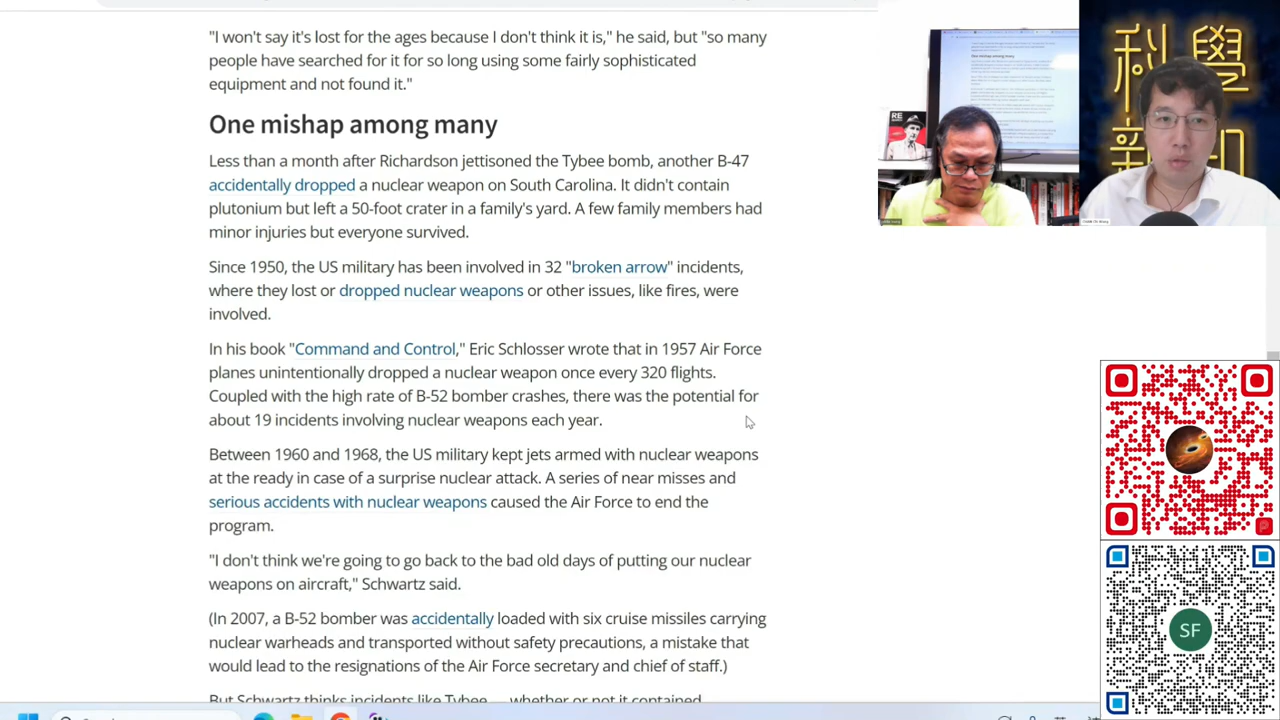 "I won't say it's lost for the ages because I don't think it is," he said, but "so many
people have looked for it for so long using fairly sophisticated
equipment and not found it."
One mishap among many
Less than a month after Richardson jettisoned the Tybee bomb, another B-47
accidentally dropped a nuclear weapon on South Carolina. It didn't contain
plutonium but left a 50-foot crater in a family's yard. A few family members had
minor injuries but everyone survived.
Since 1950, the US military has been involved in 32 "broken arrow" incidents,
where they lost or dropped nuclear weapons or other issues, like fires, were
involved.
In his book "Command and Control," Eric Schlosser wrote that in 1957 Air Force
planes unintentionally dropped a nuclear weapon once every 320 flights.
Coupled with the high rate of B-47 bomber crashes, there was the potential for
about 19 incidents involving nuclear weapons each year.
Between 1960 and 1968, the US military kept jets armed with nuclear weapons
at the ready in case of a surprise nuclear attack. A series of near misses and
serious accidents with nuclear weapons led the Air Force to end the
program.
"I don't think we're going to go back to the bad old days of putting our nuclear
weapons on aircraft," Schwartz said.
(In 2007, a B-52 bomber was accidentally loaded with six cruise missiles carrying
nuclear warheads and transported without safety precautions, a mistake that
would lead to the resignations of the Air Force secretary and chief of staff.)
But Schwartz thinks
科學
新知
RE
SF